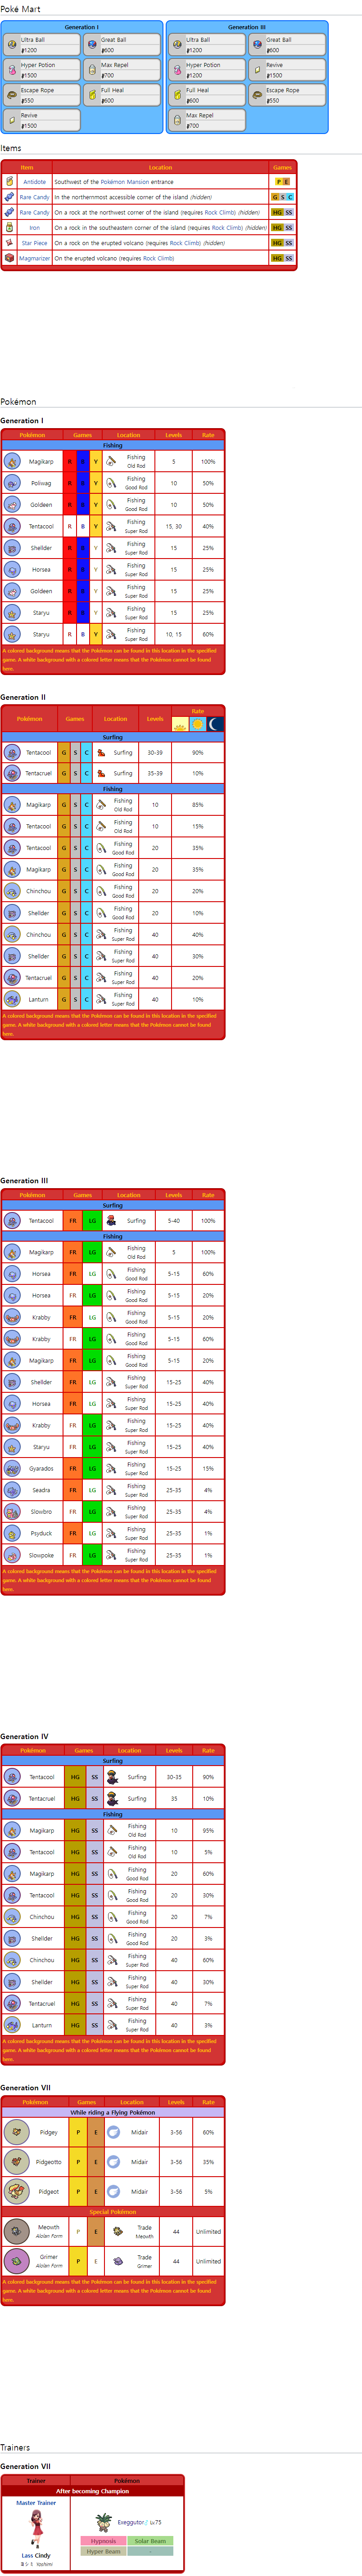 Poké Mart
Generation I
Ultra Ball
1200
Great Ball
600
Hyper Potion
1500
Max Repel
700
Escape Rope
550
Full Heal
600
Revive
1500
Generation III
Ultra Ball
1200
Great Ball
600
Hyper Potion
1200
Revive
1500
Full Heal
600
Escape Rope
550
Max Repel
700
Items
Item Location Games
Antidote Southwest of the Pokémon Mansion entrance P E
Rare Candy In the northernmost accessible corner of the island (hidden) G S C
Rare Candy On a rock at the northwest corner of the island (requires Rock Climb) (hidden) HG SS
Iron On a rock in the southeastern corner of the island (requires Rock Climb) (hidden) HG SS
Star Piece On a rock on the erupted volcano (requires Rock Climb) (hidden) HG SS
Magmarizer On the erupted volcano (requires Rock Climb) HG SS
Pokémon
Generation I
Pokémon Games Location Levels Rate
Fishing
Magikarp R B Y Fishing Old Rod 5 100%
Poliwag R B Y Fishing Good Rod 10 50%
Goldeen R B Y Fishing Good Rod 10 50%
Tentacool R B Y Fishing Super Rod 15, 30 40%
Shellder R B Y Fishing Super Rod 15 25%
Horsea R B Y Fishing Super Rod 15 25%
Goldeen R B Y Fishing Super Rod 15 25%
Staryu R B Y Fishing Super Rod 15 25%
Staryu R B Y Fishing Super Rod 10, 15 60%
A colored background means that the Pokémon can be found in this location in the specified
game. A white background with a colored letter means that the Pokémon cannot be found
here.
Generation II
Pokémon Games Location Levels Rate
Surfing
Tentacool G S C Surfing 30-39 90%
Tentacruel G S C Surfing 35-39 10%
Fishing
Magikarp G S C Fishing Old Rod 10 85%
Tentacool G S C Fishing Old Rod 10 15%
Tentacool G S C Fishing Good Rod 20 35%
Magikarp G S C Fishing Good Rod 20 35%
Chinchou G S C Fishing Good Rod 20 20%
Shellder G S C Fishing Good Rod 20 10%
Chinchou G S C Fishing Super Rod 40 40%
Shellder G S C Fishing Super Rod 40 30%
Tentacruel G S C Fishing Super Rod 40 20%
Lanturn G S C Fishing Super Rod 40 10%
A colored background means that the Pokémon can be found in this location in the specified
game. A white background with a colored letter means that the Pokémon cannot be found
here.
Generation III
Pokémon Games Location Levels Rate
Surfing
Tentacool FR LG Surfing 5-40 100%
Fishing
Magikarp FR LG Fishing Old Rod 5 100%
Horsea FR LG Fishing Good Rod 5-15 60%
Horsea FR LG Fishing Good Rod 5-15 20%
Krabby FR LG Fishing Good Rod 5-15 20%
Krabby FR LG Fishing Good Rod 5-15 60%
Magikarp FR LG Fishing Good Rod 5-15 20%
Shellder FR LG Fishing Super Rod 15-25 40%
Horsea FR LG Fishing Super Rod 15-25 40%
Krabby FR LG Fishing Super Rod 15-25 40%
Staryu FR LG Fishing Super Rod 15-25 40%
Gyarados FR LG Fishing Super Rod 15-25 15%
Seadra FR LG Fishing Super Rod 25-35 4%
Slowbro FR LG Fishing Super Rod 25-35 4%
Psyduck FR LG Fishing Super Rod 25-35 1%
Slowpoke FR LG Fishing Super Rod 25-35 1%
A colored background means that the Pokémon can be found in this location in the specified
game. A white background with a colored letter means that the Pokémon cannot be found
here.
Generation IV
Pokémon Games Location Levels Rate
Surfing
Tentacool HG SS Surfing 30-35 90%
Tentacruel HG SS Surfing 35 10%
Fishing
Magikarp HG SS Fishing Old Rod 10 95%
Tentacool HG SS Fishing Old Rod 10 5%
Magikarp HG SS Fishing Good Rod 20 60%
Tentacool HG SS Fishing Good Rod 20 30%
Chinchou HG SS Fishing Good Rod 20 7%
Shellder HG SS Fishing Good Rod 20 3%
Chinchou HG SS Fishing Super Rod 40 60%
Shellder HG SS Fishing Super Rod 40 30%
Tentacruel HG SS Fishing Super Rod 40 7%
Lanturn HG SS Fishing Super Rod 40 3%
A colored background means that the Pokémon can be found in this location in the specified
game. A white background with a colored letter means that the Pokémon cannot be found
here.
Generation VII
Pokémon Games Location Levels Rate
While riding a Flying Pokémon
Pidgey P E Midair 3-56 60%
Pidgeotto P E Midair 3-56 35%
Pidgeot P E Midair 3-56 5%
Special Pokémon
Meowth Alolan Form P E Trade Meowth 44 Unlimited
Grimer Alolan Form P E Trade Grimer 44 Unlimited
A colored background means that the Pokémon can be found in this location in the specified
game. A white background with a colored letter means that the Pokémon cannot be found
here.
Trainers
Generation VII
Trainer Pokémon
After becoming Champion
Master Trainer
Lass Cindy
Exeggutor♂ Lv.75
Hypnosis Solar Beam
Hyper Beam -